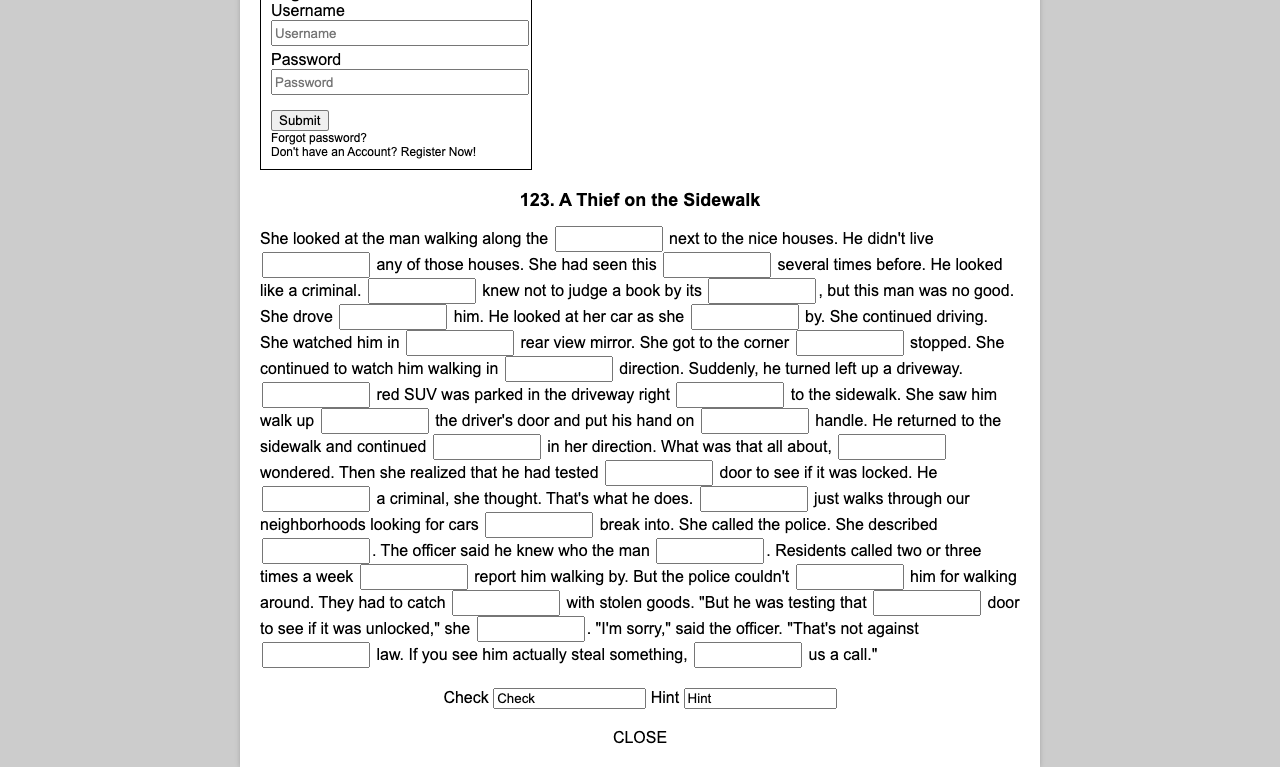 Username
Username
Password
Password
Submit
Forgot password?
Don't have an Account? Register Now!
123. A Thief on the Sidewalk
She looked at the man walking along the next to the nice houses. He didn't live
any of those houses. She had seen this several times before. He looked
like a criminal. knew not to judge a book by its , but this man was no good.
She drove him. He looked at her car as she by. She continued driving.
She watched him in rear view mirror. She got to the corner stopped. She
continued to watch him walking in direction. Suddenly, he turned left up a driveway.
red SUV was parked in the driveway right to the sidewalk. She saw him
walk up the driver's door and put his hand on handle. He returned to the
sidewalk and continued in her direction. What was that all about,
wondered. Then she realized that he had tested door to see if it was locked. He
a criminal, she thought. That's what he does. just walks through our
neighborhoods looking for cars break into. She called the police. She described
. The officer said he knew who the man . Residents called two or three
times a week report him walking by. But the police couldn't him for walking
around. They had to catch with stolen goods. "But he was testing that door
to see if it was unlocked," she . "I'm sorry," said the officer. "That's not against
law. If you see him actually steal something, us a call."
Check Check Hint Hint
CLOSE